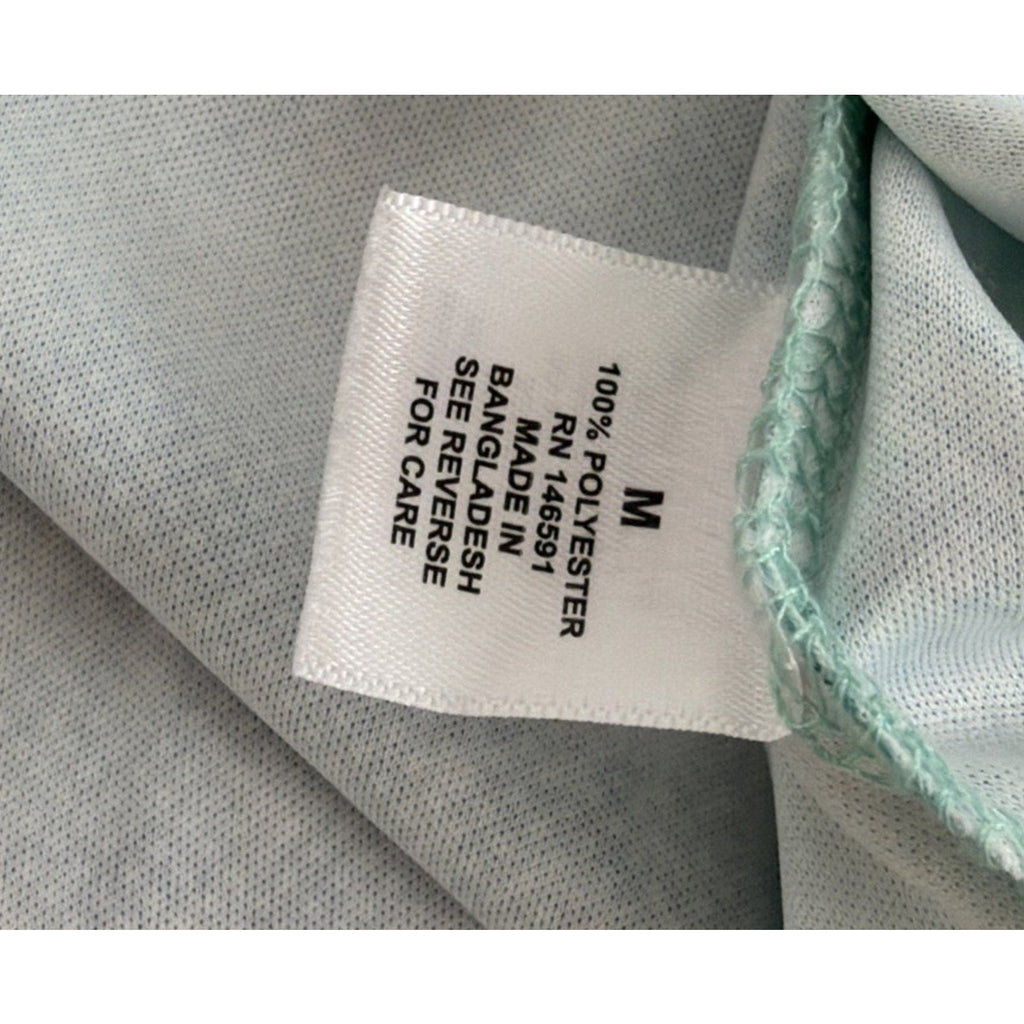 M
100% POLYESTER
RN 146591
MADE IN
BANGLADESH
SEE REVERSE
FOR CARE